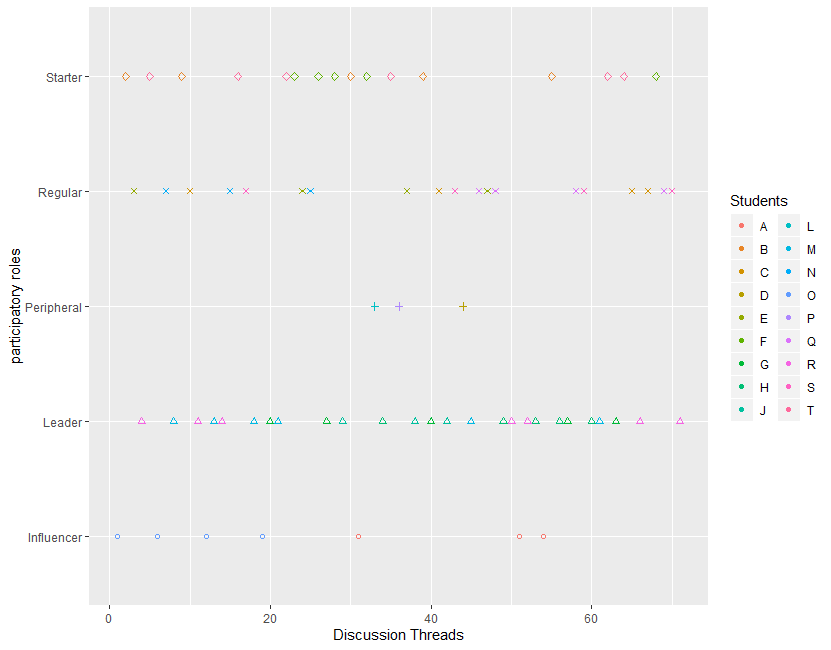 Starter
Regular
Peripheral
Leader
Influencer
participatory roles
0 20 40 60
Discussion Threads
Students
A L
B M
C N
D O
E P
F Q
G R
H S
J T